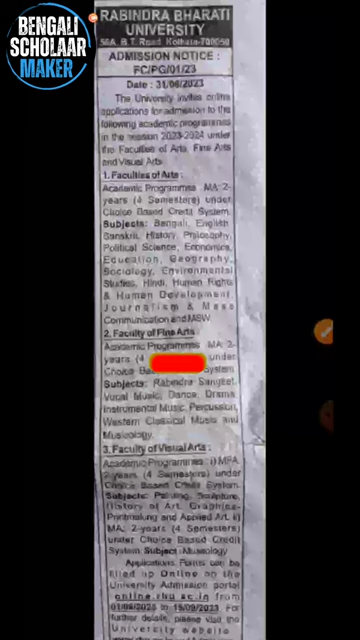 BENGALI
SCHOLAAR
MAKER
RABINDRA BHARATI
UNIVERSITY
56A, B.T. Road, Kolkata-700050
ADMISSION NOTICE :
FC/PG/01/23
Date : 31/08/2023
The University invites online
applications for admission to the
following academic programmes
in the session 2023-2024 under
the Faculties of Arts, Fine Arts
and Visual Arts.
1. Faculties of Arts :
Academic Programmes MA: 2-
years (4 Semesters) under
Choice Based Credit System.
Subjects: Bengali, English
Sanskrit, History, Philosophy,
Political Science, Economics,
Education, Geography,
Sociology, Environmental
Studies, Hindi, Human Rights
& Human Development,
Journalism & Mass
Communication and MSW.
2. Faculty of Fine Arts
Academic Programmes MA: 2-
years (4 under
Choice Ba System.
Subjects: Rabindra Sangeet,
Vocal Music, Dance, Drama,
Instrumental Music, Percussion,
Western Classical Music and
Museology.
3. Faculty of Visual Arts
Academic Programmes : i) MFA
2-years (4 Semesters) under
Choice Based Credit System.
Subjects: Painting, Sculpture,
History of Art, Graphics-
Printmaking and Applied Art. ii)
MA, 2-years (4 Semesters)
under Choice Based Credit
System Subject : Museology
Applications Forms can be
filled up Online on the
University Admission portal
online.rbu.ac.in from
01/09/2023 to 15/09/2023 For
further details, please visit
the University website